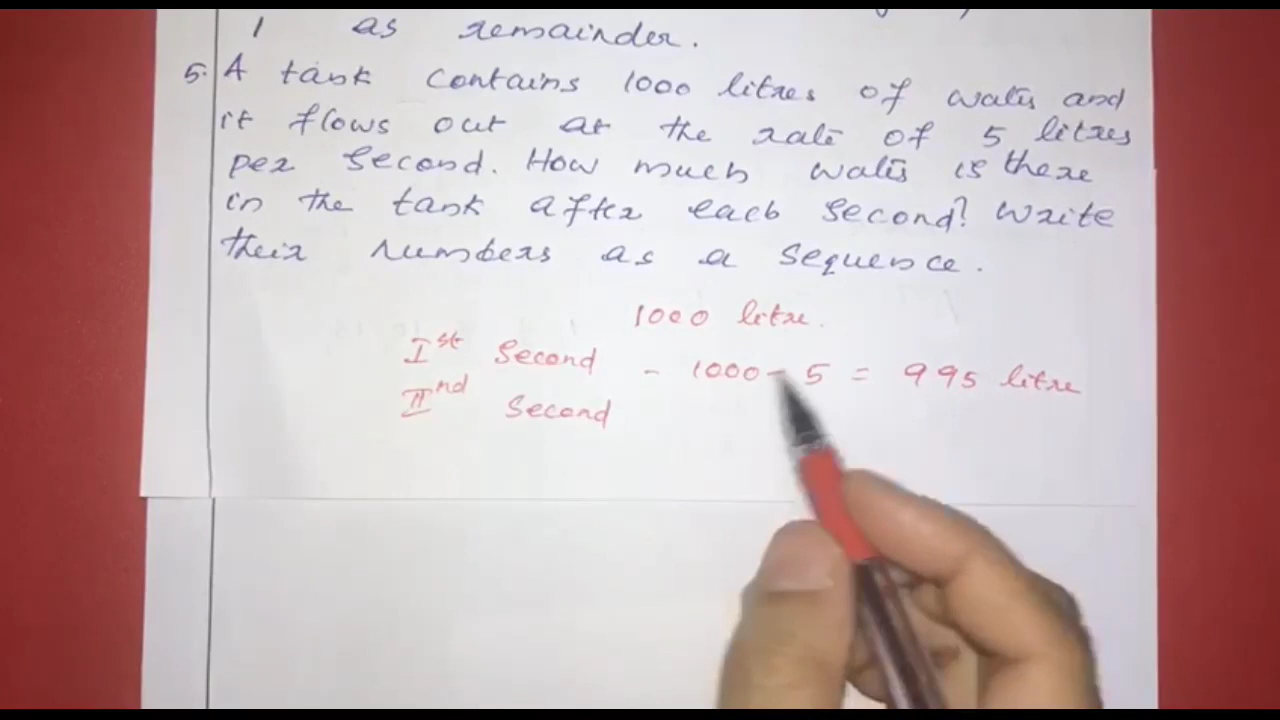 1 as remainder.
5. A tank contains 1000 litres of water and
it flows out at the rate of 5 litres
per second. How much water is there
in the tank after each second? Write
their numbers as a sequence.
1000 litre.
Ist Second - 1000 - 5 = 995 litre
IInd Second